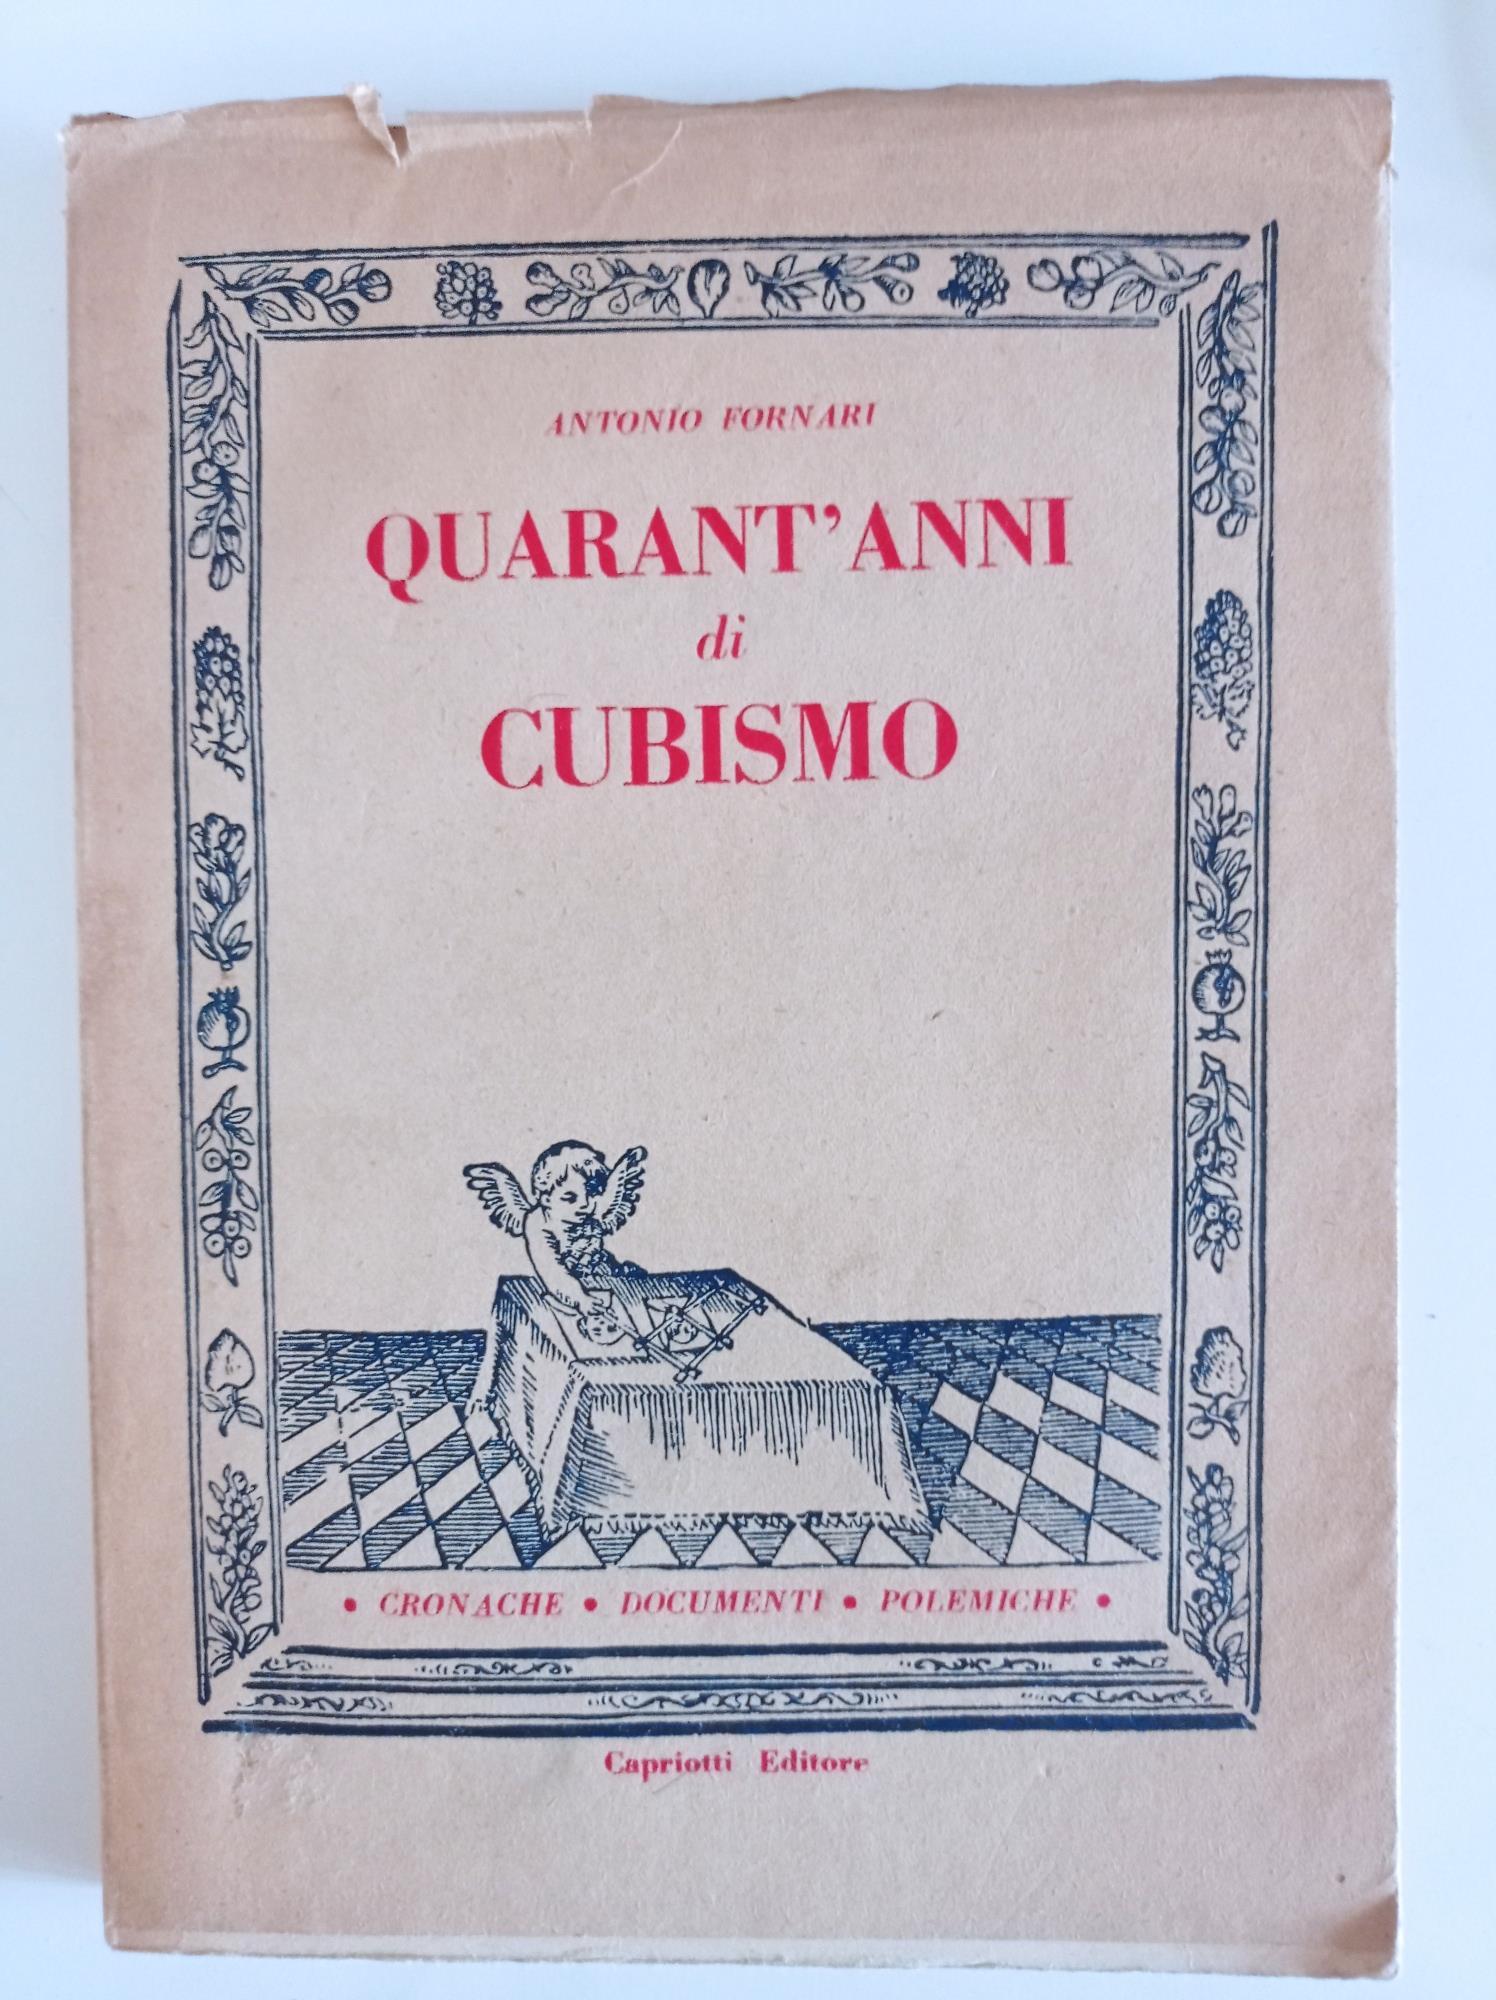 ANTONIO FORNARI
QUARANT'ANNI
di
CUBISMO
• CRONACHE • DOCUMENTI • POLEMICHE •
Capriotti Editore